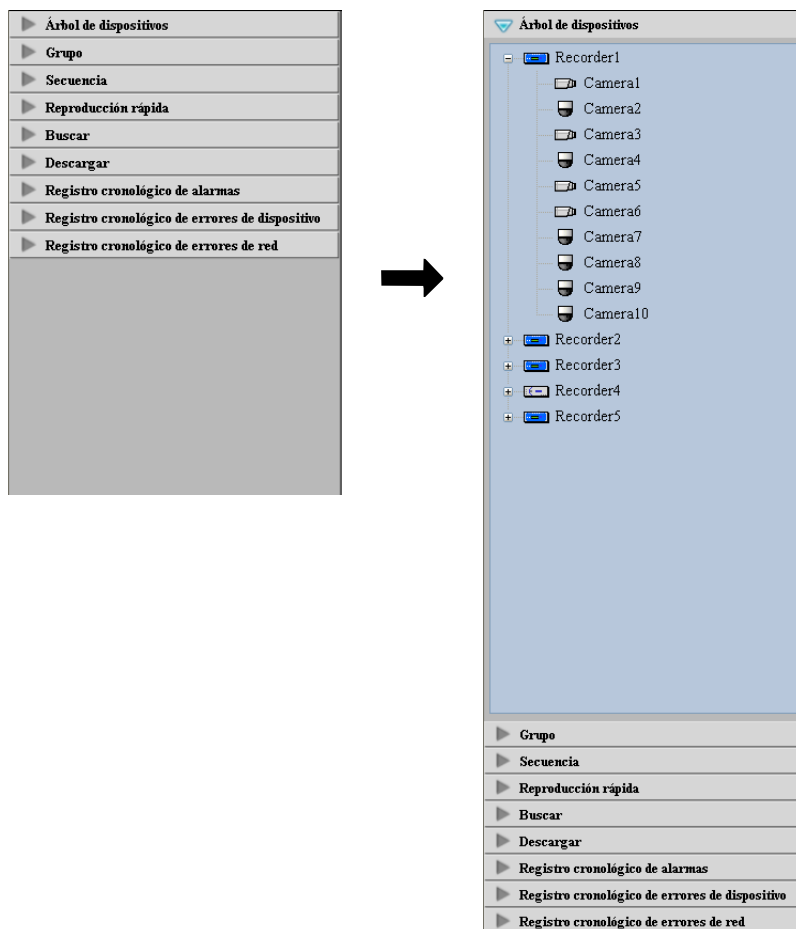 Árbol de dispositivos
Grupo
Secuencia
Reproducción rápida
Buscar
Descargar
Registro cronológico de alarmas
Registro cronológico de errores de dispositivo
Registro cronológico de errores de red
Árbol de dispositivos
Recorder1
Camera1
Camera2
Camera3
Camera4
Camera5
Camera6
Camera7
Camera8
Camera9
Camera10
Recorder2
Recorder3
Recorder4
Recorder5
Grupo
Secuencia
Reproducción rápida
Buscar
Descargar
Registro cronológico de alarmas
Registro cronológico de errores de dispositivo
Registro cronológico de errores de red